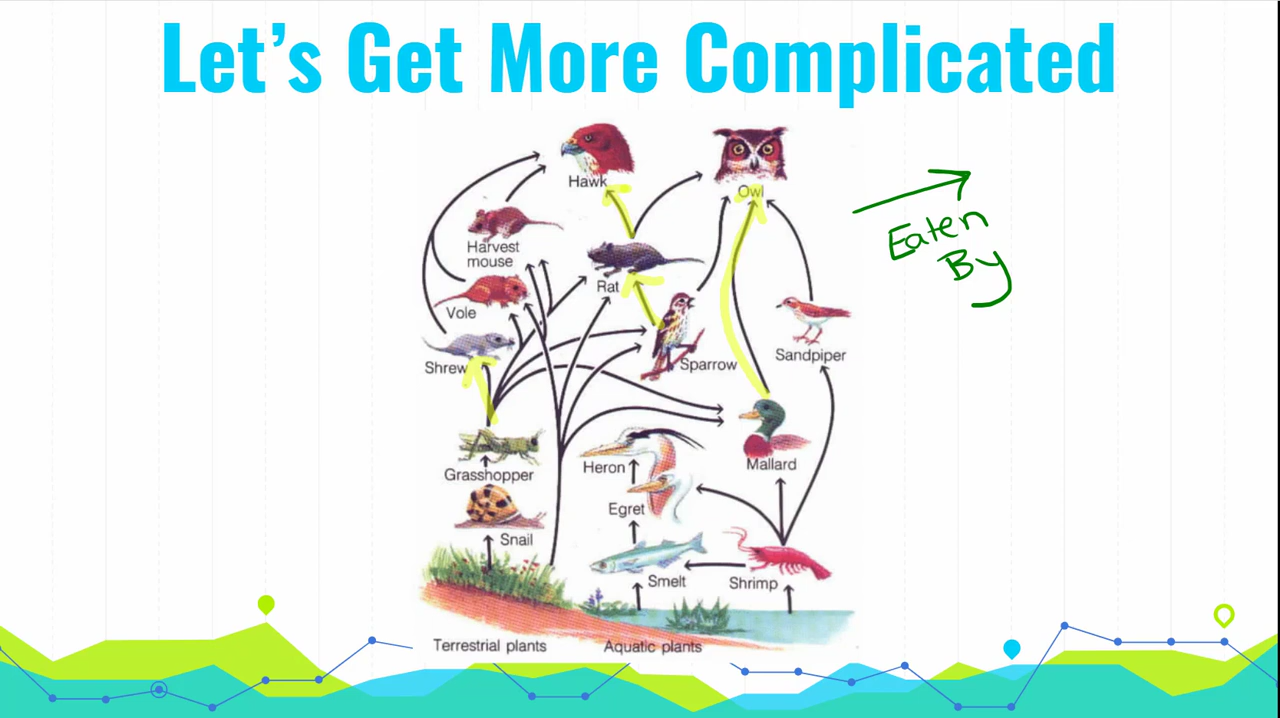 Let's Get More Complicated
Hawk
Owl
Eaten
By
Harvest
mouse
Rat
Vole
Sandpiper
Shrew
Sparrow
Heron
Mallard
Grasshopper
Egret
Snail
Smelt
Shrimp
Terrestrial plants
Aquatic plants